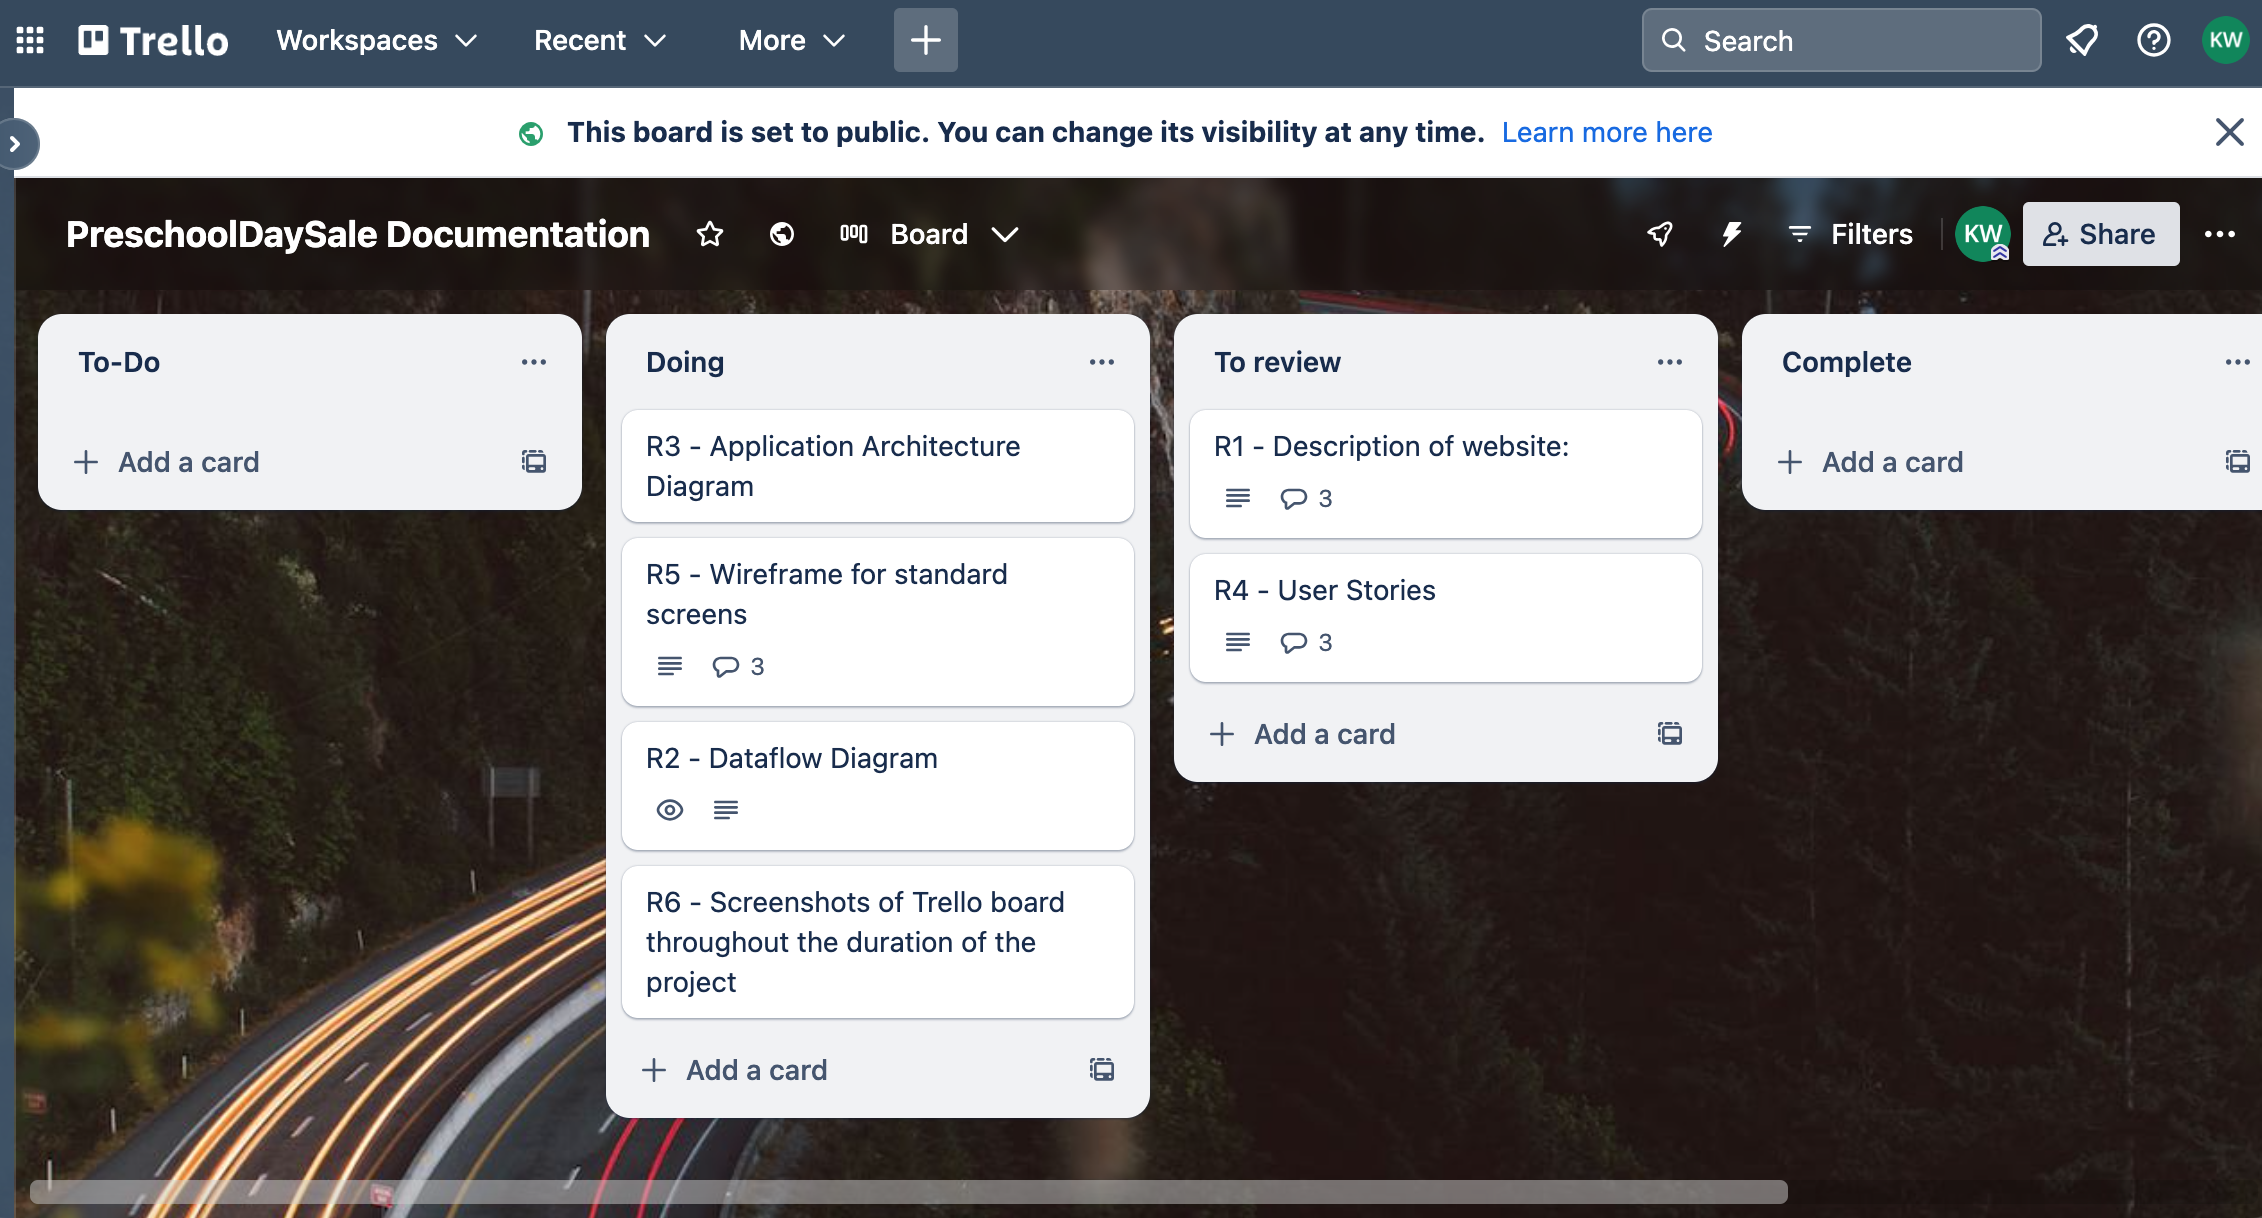 Trello
Workspaces
Recent
More
Search
KW
This board is set to public. You can change its visibility at any time. Learn more here
PreschoolDaySale Documentation
Board
Filters
KW
Share
To-Do
Add a card
Doing
R3 - Application Architecture
Diagram
R5 - Wireframe for standard
screens
3
R2 - Dataflow Diagram
R6 - Screenshots of Trello board
throughout the duration of the
project
Add a card
To review
R1 - Description of website:
3
R4 - User Stories
3
Add a card
Complete
Add a card